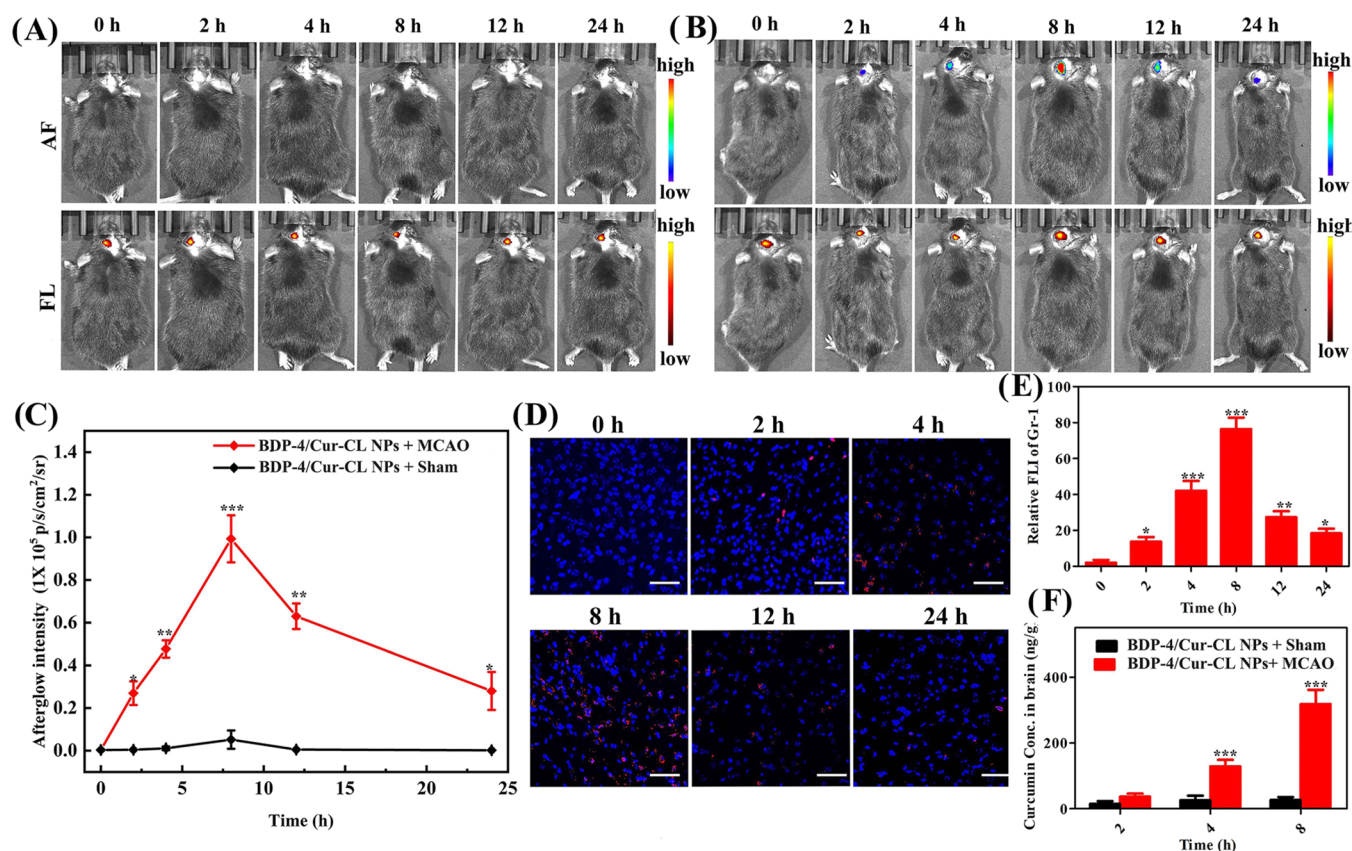 (A)
0 h 2 h 4 h 8 h 12 h 24 h
AF
high
low
FL
high
low
(B)
0 h 2 h 4 h 8 h 12 h 24 h
high
low
high
low
(C)
BDP-4/Cur-CL NPs + MCAO
BDP-4/Cur-CL NPs + Sham
Afterglow intensity (1X 10⁵ p/s/cm²/sr)
1.4
1.2
1.0
0.8
0.6
0.4
0.2
0.0
* ** *** ** *
0 5 10 15 20 25
Time (h)
(D)
0 h 2 h 4 h
8 h 12 h 24 h
(E)
Relative FLI of Gr-1
100
80
60
40
20
0
* *** *** ** *
0 2 4 8 12 24
Time (h)
(F)
BDP-4/Cur-CL NPs + Sham
BDP-4/Cur-CL NPs+ MCAO
Curcumin Conc. in brain (ng/g)
400
200
0
*** ***
2 4 8
Time (h)